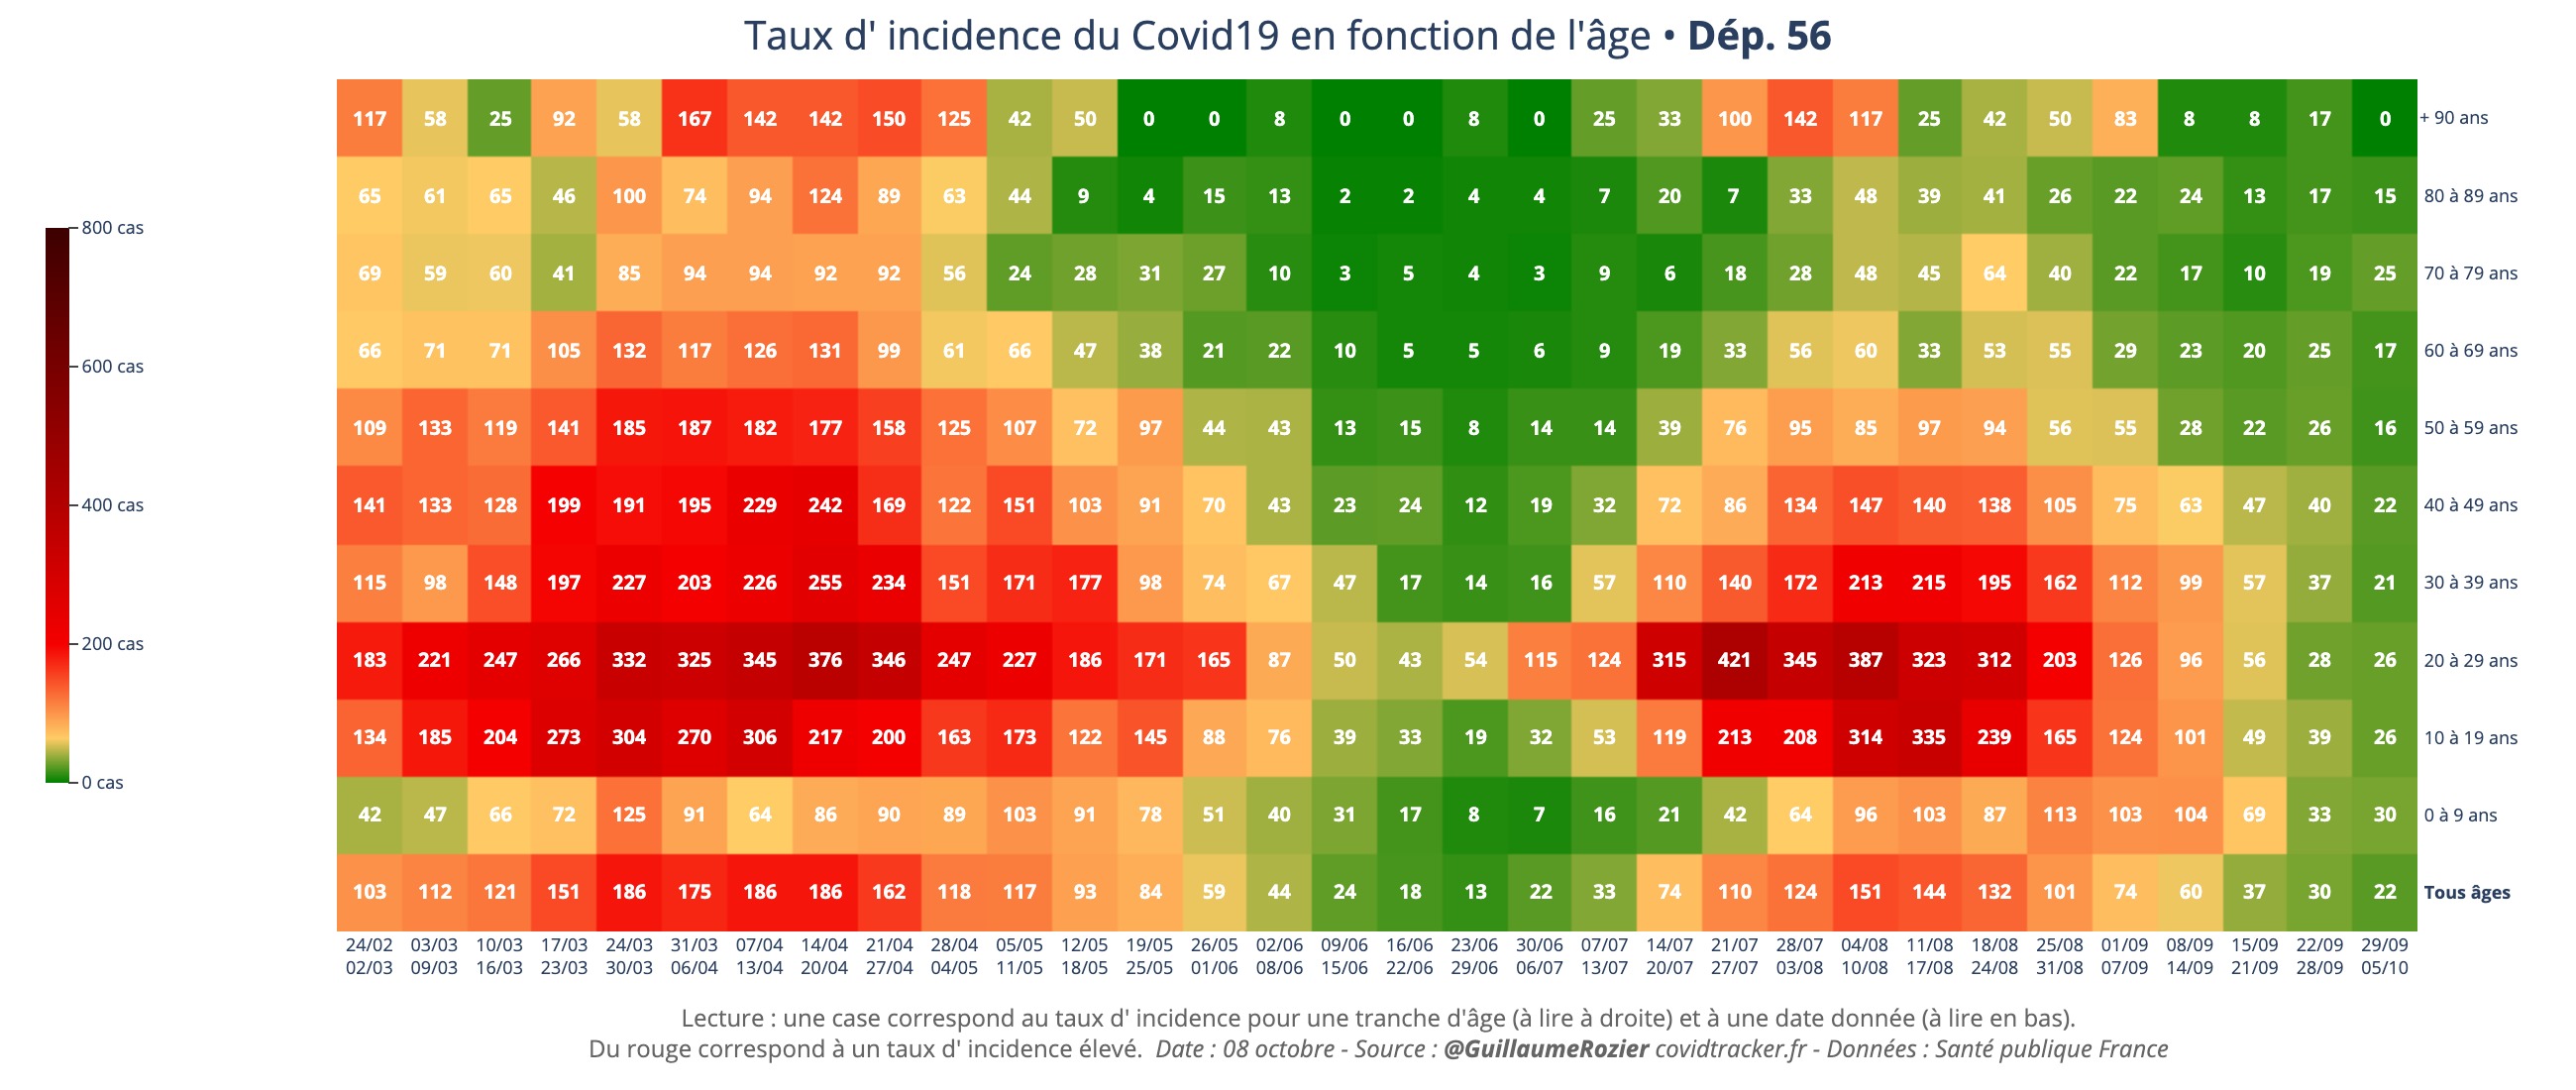 Taux d' incidence du Covid19 en fonction de l'âge • Dép. 56
800 cas
600 cas
400 cas
200 cas
0 cas
117 58 25 92 58 167 142 142 150 125 42 50 0 0 8 0 0 8 0 25 33 100 142 117 25 42 50 83 8 8 17 0 + 90 ans
65 61 65 46 100 74 94 124 89 63 44 9 4 15 13 2 2 4 4 7 20 7 33 48 39 41 26 22 24 13 17 15 80 à 89 ans
69 59 60 41 85 94 94 92 92 56 24 28 31 27 10 3 5 4 3 9 6 18 28 48 45 64 40 22 17 10 19 25 70 à 79 ans
66 71 71 105 132 117 126 131 99 61 66 47 38 21 22 10 5 5 6 9 19 33 56 60 33 53 55 29 23 20 25 17 60 à 69 ans
109 133 119 141 185 187 182 177 158 125 107 72 97 44 43 13 15 8 14 14 39 76 95 85 97 94 56 55 28 22 26 16 50 à 59 ans
141 133 128 199 191 195 229 242 169 122 151 103 91 70 43 23 24 12 19 32 72 86 134 147 140 138 105 75 63 47 40 22 40 à 49 ans
115 98 148 197 227 203 226 255 234 151 171 177 98 74 67 47 17 14 16 57 110 140 172 213 215 195 162 112 99 57 37 21 30 à 39 ans
183 221 247 266 332 325 345 376 346 247 227 186 171 165 87 50 43 54 115 124 315 421 345 387 323 312 203 126 96 56 28 26 20 à 29 ans
134 185 204 273 304 270 306 217 200 163 173 122 145 88 76 39 33 19 32 53 119 213 208 314 335 239 165 124 101 49 39 26 10 à 19 ans
42 47 66 72 125 91 64 86 90 89 103 91 78 51 40 31 17 8 7 16 21 42 64 96 103 87 113 103 104 69 33 30 0 à 9 ans
103 112 121 151 186 175 186 186 162 118 117 93 84 59 44 24 18 13 22 33 74 110 124 151 144 132 101 74 60 37 30 22 Tous âges
24/02 03/03 10/03 17/03 24/03 31/03 07/04 14/04 21/04 28/04 05/05 12/05 19/05 26/05 02/06 09/06 16/06 23/06 30/06 07/07 14/07 21/07 28/07 04/08 11/08 18/08 25/08 01/09 08/09 15/09 22/09 29/09
02/03 09/03 16/03 23/03 30/03 06/04 13/04 20/04 27/04 04/05 11/05 18/05 25/05 01/06 08/06 15/06 22/06 29/06 06/07 13/07 20/07 27/07 03/08 10/08 17/08 24/08 31/08 07/09 14/09 21/09 28/09 05/10
Lecture : une case correspond au taux d' incidence pour une tranche d'âge (à lire à droite) et à une date donnée (à lire en bas).
Du rouge correspond à un taux d' incidence élevé. Date : 08 octobre - Source : @GuillaumeRozier covidtracker.fr - Données : Santé publique France